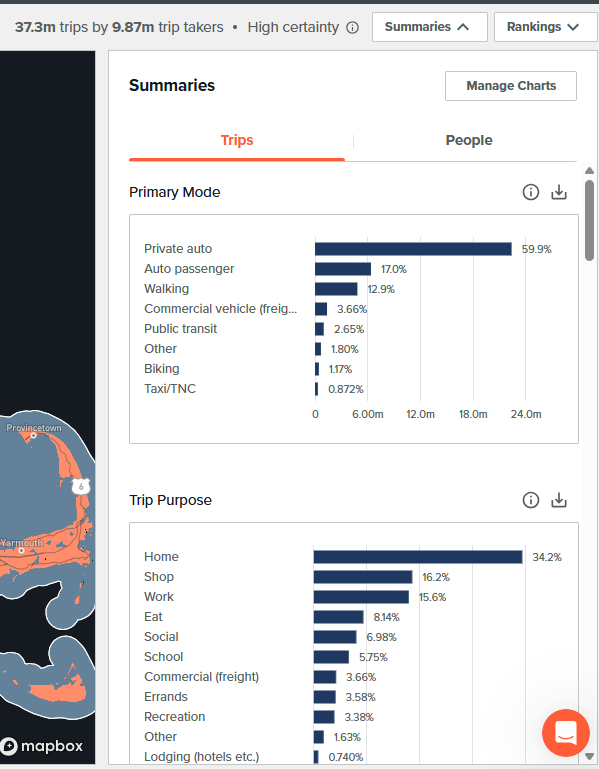 37.3m trips by 9.87m trip takers • High certainty
Summaries
Rankings
Summaries
Manage Charts
Trips
People
Primary Mode
Private auto 59.9%
Auto passenger 17.0%
Walking 12.9%
Commercial vehicle (freig... 3.66%
Public transit 2.65%
Other 1.80%
Biking 1.17%
Taxi/TNC 0.872%
0 6.00m 12.0m 18.0m 24.0m
Provincetown
6
Yarmouth
Trip Purpose
Home 34.2%
Shop 16.2%
Work 15.6%
Eat 8.14%
Social 6.98%
School 5.75%
Commercial (freight) 3.66%
Errands 3.58%
Recreation 3.38%
Other 1.63%
Lodging (hotels etc.) 0.740%
mapbox